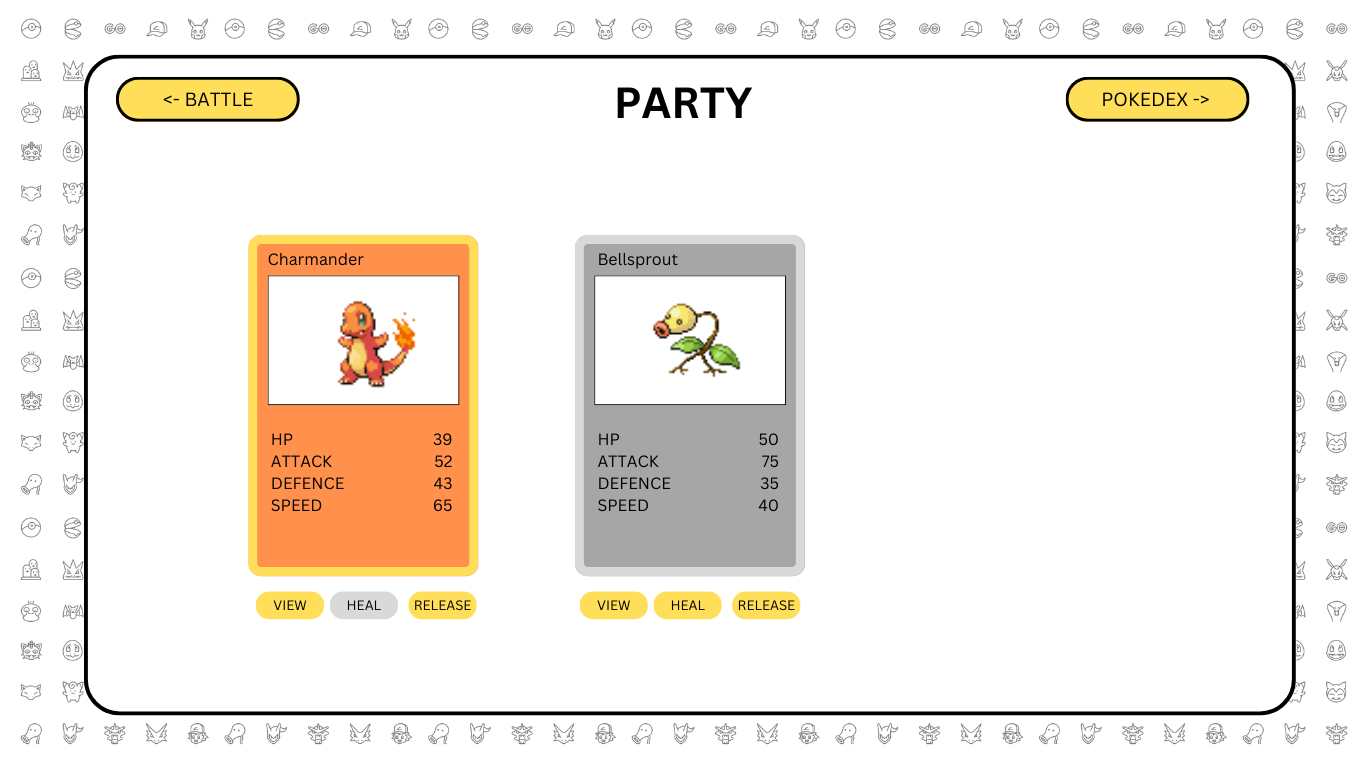 <- BATTLE
PARTY
POKEDEX ->
Charmander
HP 39
ATTACK 52
DEFENCE 43
SPEED 65
VIEW
HEAL
RELEASE
Bellsprout
HP 50
ATTACK 75
DEFENCE 35
SPEED 40
VIEW
HEAL
RELEASE